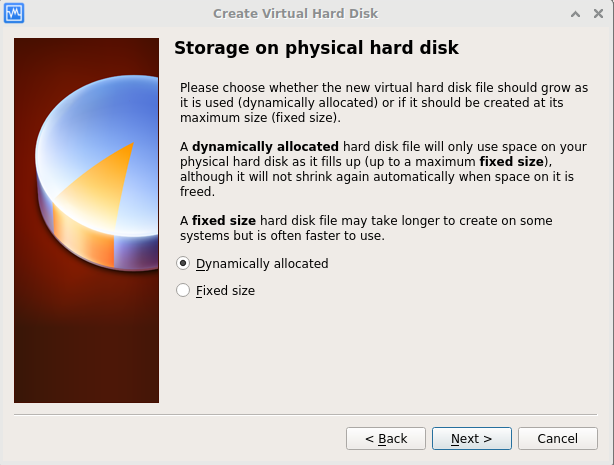 Create Virtual Hard Disk
Storage on physical hard disk
Please choose whether the new virtual hard disk file should grow as
it is used (dynamically allocated) or if it should be created at its
maximum size (fixed size).
A dynamically allocated hard disk file will only use space on your
physical hard disk as it fills up (up to a maximum fixed size),
although it will not shrink again automatically when space on it is
freed.
A fixed size hard disk file may take longer to create on some
systems but is often faster to use.
Dynamically allocated
Fixed size
< Back
Next >
Cancel